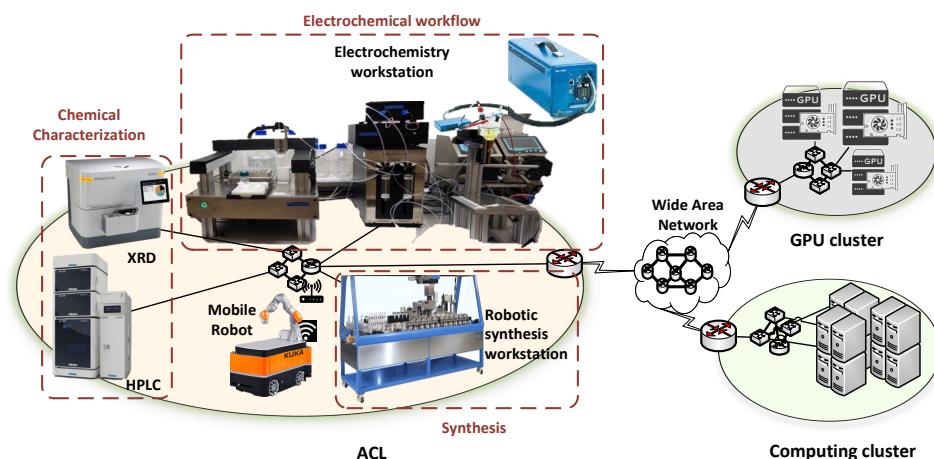 Electrochemical workflow
Electrochemistry
workstation
Chemical
Characterization
XRD
HPLC
Mobile
Robot
KUKA
Robotic
synthesis
workstation
Synthesis
ACL
Wide Area
Network
GPU
GPU
GPU
GPU cluster
Computing cluster